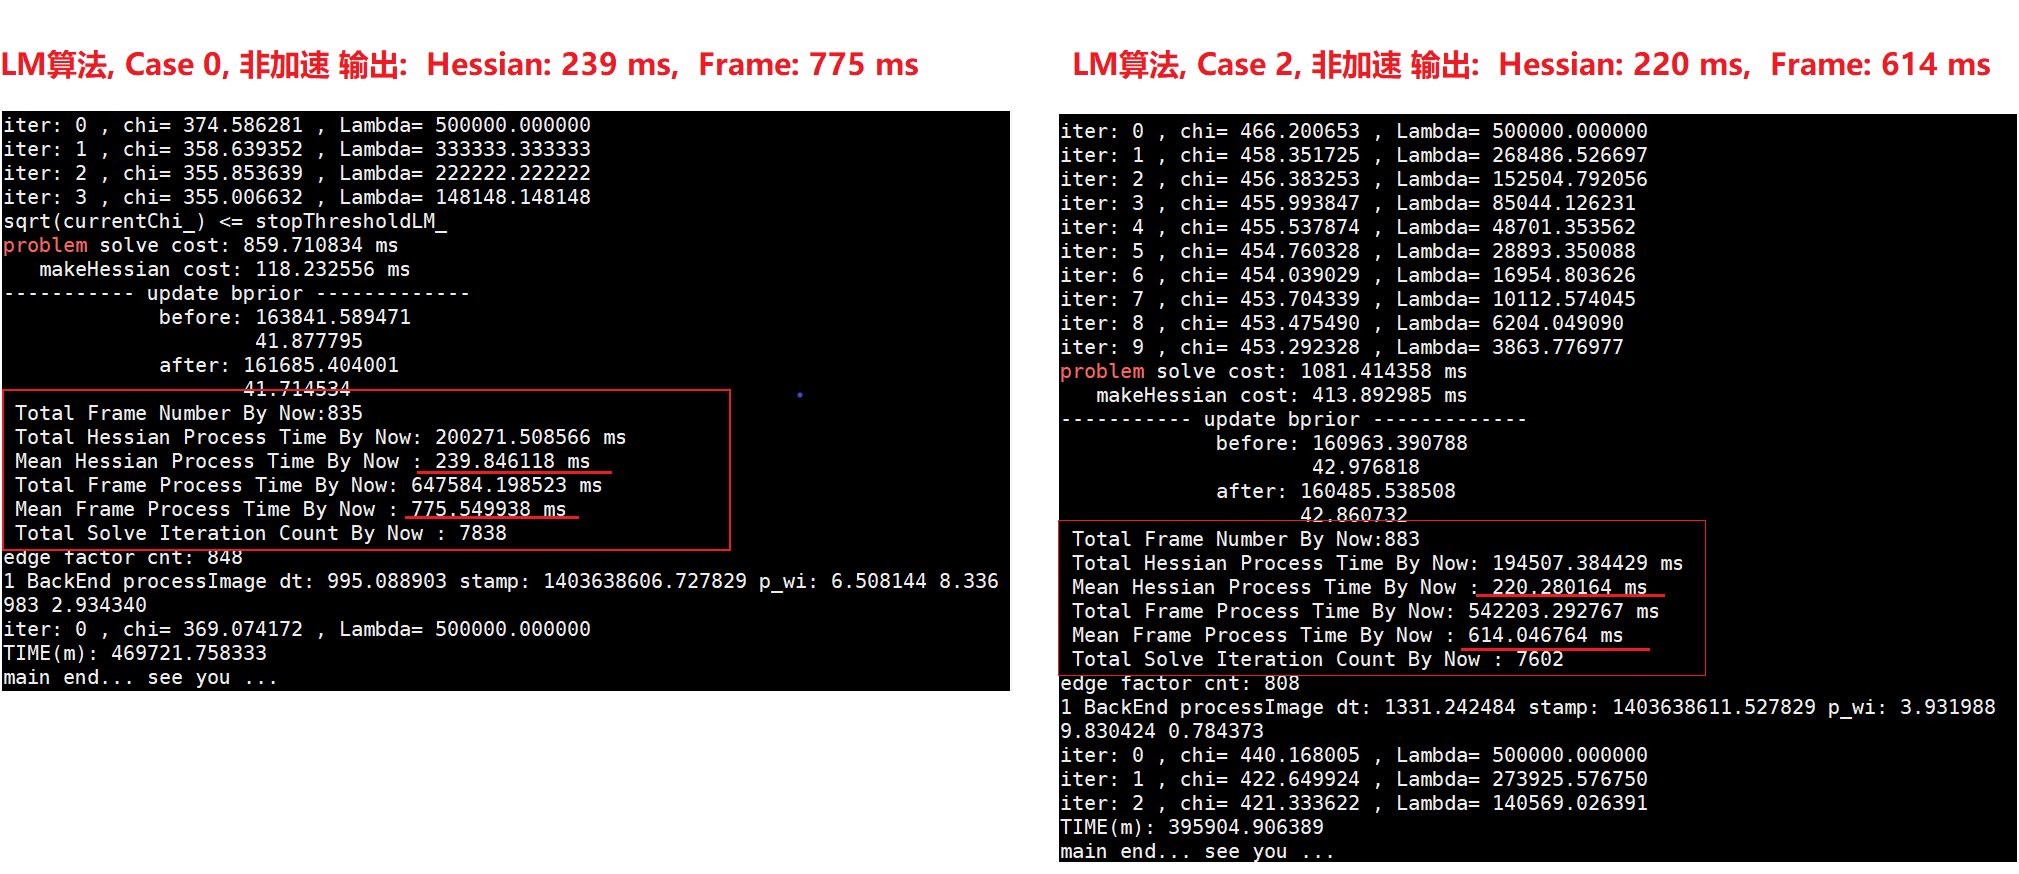 LM算法, Case 0, 非加速 输出:  Hessian: 239 ms,  Frame: 775 ms
iter: 0 , chi= 374.586281 , Lambda= 500000.000000
iter: 1 , chi= 358.639352 , Lambda= 333333.333333
iter: 2 , chi= 355.853639 , Lambda= 222222.222222
iter: 3 , chi= 355.006632 , Lambda= 148148.148148
sqrt(currentChi_) <= stopThresholdLM_
problem solve cost: 859.710834 ms
   makeHessian cost: 118.232556 ms
----------- update bprior -------------
             before: 163841.589471
                     41.877795
             after: 161685.404001
                    41.714534
 Total Frame Number By Now:835
 Total Hessian Process Time By Now: 200271.508566 ms
 Mean Hessian Process Time By Now : 239.846118 ms
 Total Frame Process Time By Now: 647584.198523 ms
 Mean Frame Process Time By Now : 775.549938 ms
 Total Solve Iteration Count By Now : 7838
edge factor cnt: 848
1 BackEnd processImage dt: 995.088903 stamp: 1403638606.727829 p_wi: 6.508144 8.336
983 2.934340
iter: 0 , chi= 369.074172 , Lambda= 500000.000000
TIME(m): 469721.758333
main end... see you ...
LM算法, Case 2, 非加速 输出:  Hessian: 220 ms,  Frame: 614 ms
iter: 0 , chi= 466.200653 , Lambda= 500000.000000
iter: 1 , chi= 458.351725 , Lambda= 268486.526697
iter: 2 , chi= 456.383253 , Lambda= 152504.792056
iter: 3 , chi= 455.993847 , Lambda= 85044.126231
iter: 4 , chi= 455.537874 , Lambda= 48701.353562
iter: 5 , chi= 454.760328 , Lambda= 28893.350088
iter: 6 , chi= 454.039029 , Lambda= 16954.803626
iter: 7 , chi= 453.704339 , Lambda= 10112.574045
iter: 8 , chi= 453.475490 , Lambda= 6204.049090
iter: 9 , chi= 453.292328 , Lambda= 3863.776977
problem solve cost: 1081.414358 ms
   makeHessian cost: 413.892985 ms
----------- update bprior -------------
             before: 160963.390788
                     42.976818
             after: 160485.538508
                    42.860732
 Total Frame Number By Now:883
 Total Hessian Process Time By Now: 194507.384429 ms
 Mean Hessian Process Time By Now : 220.280164 ms
 Total Frame Process Time By Now: 542203.292767 ms
 Mean Frame Process Time By Now : 614.046764 ms
 Total Solve Iteration Count By Now : 7602
edge factor cnt: 808
1 BackEnd processImage dt: 1331.242484 stamp: 1403638611.527829 p_wi: 3.931988
9.830424 0.784373
iter: 0 , chi= 440.168005 , Lambda= 500000.000000
iter: 1 , chi= 422.649924 , Lambda= 273925.576750
iter: 2 , chi= 421.333622 , Lambda= 140569.026391
TIME(m): 395904.906389
main end... see you ...